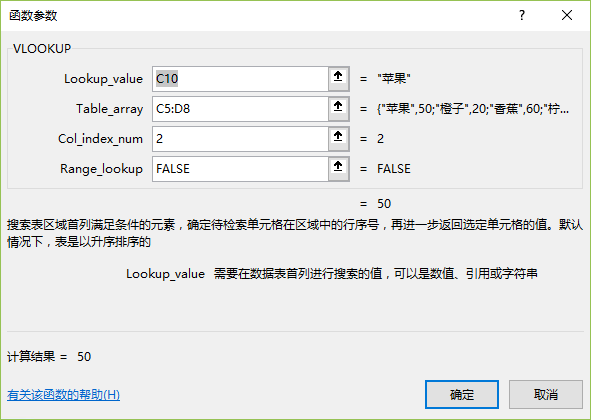 函数参数 ? ×
VLOOKUP
Lookup_value C10 = "苹果"
Table_array C5:D8 = {"苹果",50;"橙子",20;"香蕉",60;"柠...
Col_index_num 2 = 2
Range_lookup FALSE = FALSE
= 50
搜索表区域首列满足条件的元素，确定待检索单元格在区域中的行序号，再进一步返回选定单元格的值。默认
情况下，表是以升序排序的
Lookup_value 需要在数据表首列进行搜索的值，可以是数值、引用或字符串
计算结果 = 50
有关该函数的帮助(H) 确定 取消